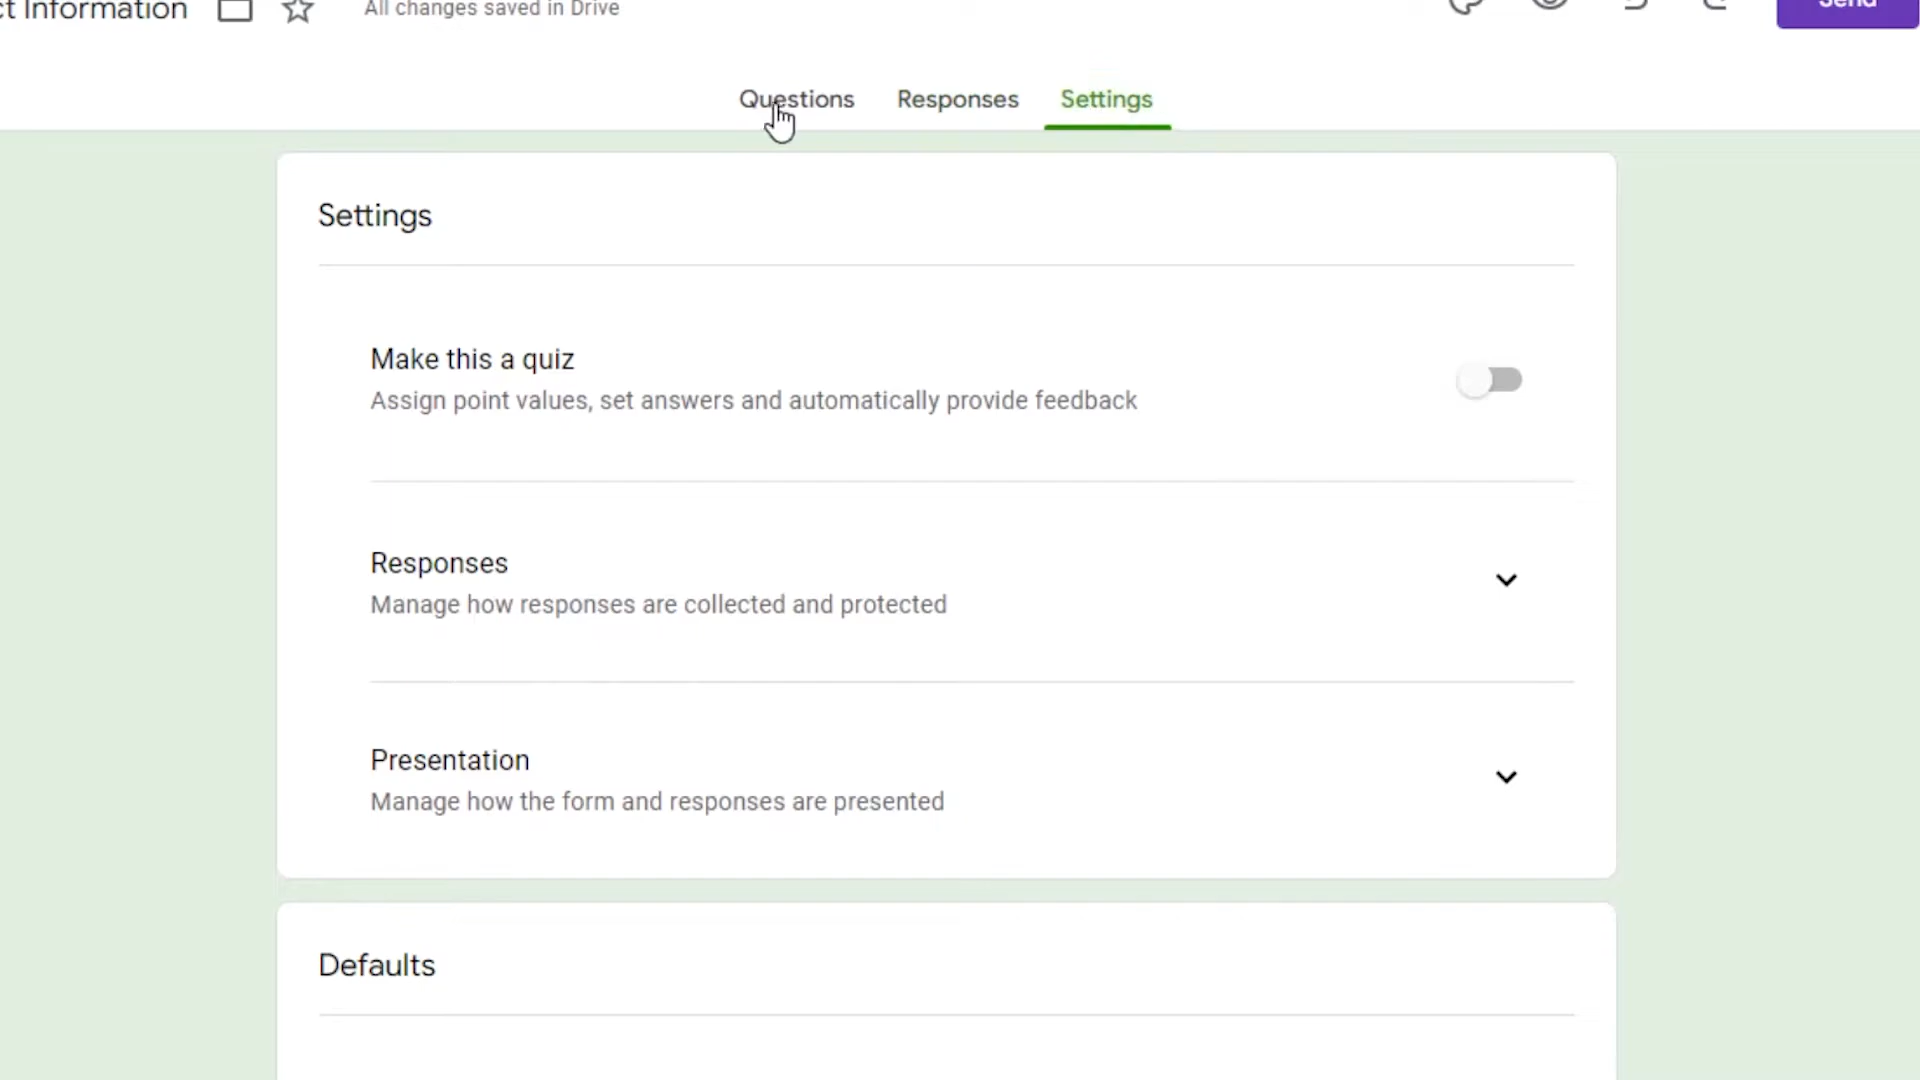 ct Information All changes saved in Drive Send
Questions Responses Settings
Settings
Make this a quiz
Assign point values, set answers and automatically provide feedback
Responses
Manage how responses are collected and protected
Presentation
Manage how the form and responses are presented
Defaults